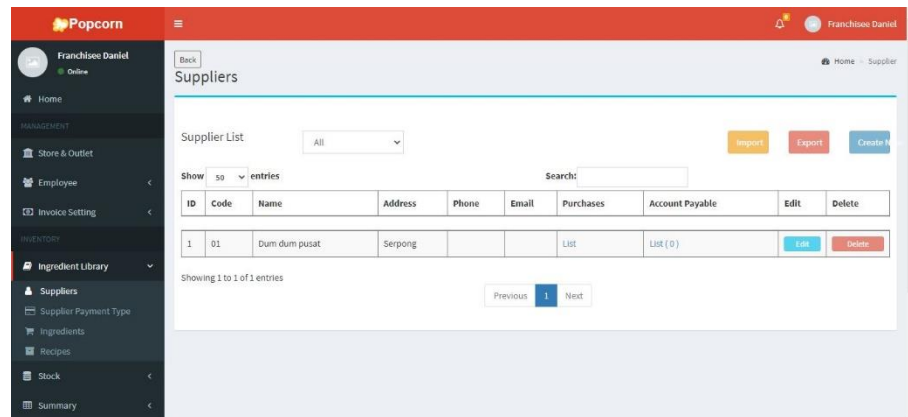 Popcorn
Franchisee Daniel
Franchisee Daniel
Online
Home
MANAGEMENT
Store & Outlet
Employee
Invoice Setting
INVENTORY
Ingredient Library
Suppliers
Supplier Payment Type
Ingredients
Recipes
Stock
Summary
Back
Suppliers
Home > Supplier
Supplier List All Import Export Create N
Show 50 entries Search:
ID Code Name Address Phone Email Purchases Account Payable Edit Delete
1 01 Dum dum pusat Serpong List List ( 0 ) Edit Delete
Showing 1 to 1 of 1 entries
Previous 1 Next